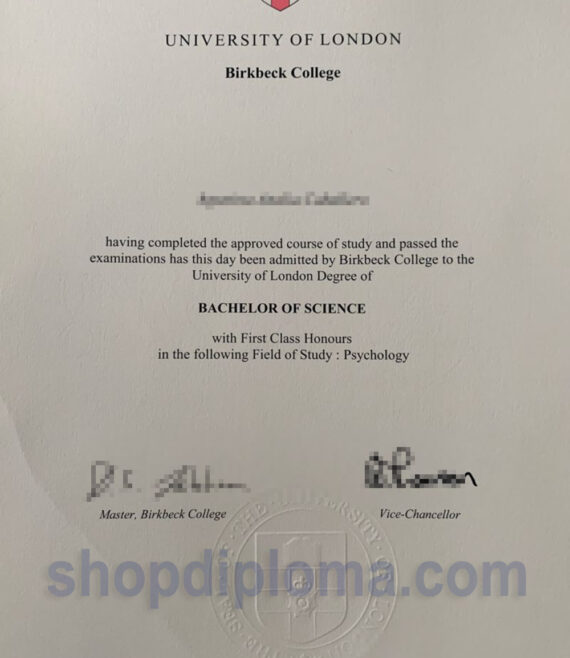 UNIVERSITY OF LONDON
Birkbeck College
having completed the approved course of study and passed the
examinations has this day been admitted by Birkbeck College to the
University of London Degree of
BACHELOR OF SCIENCE
with First Class Honours
in the following Field of Study : Psychology
Master, Birkbeck College
Vice-Chancellor
shopdiploma.com